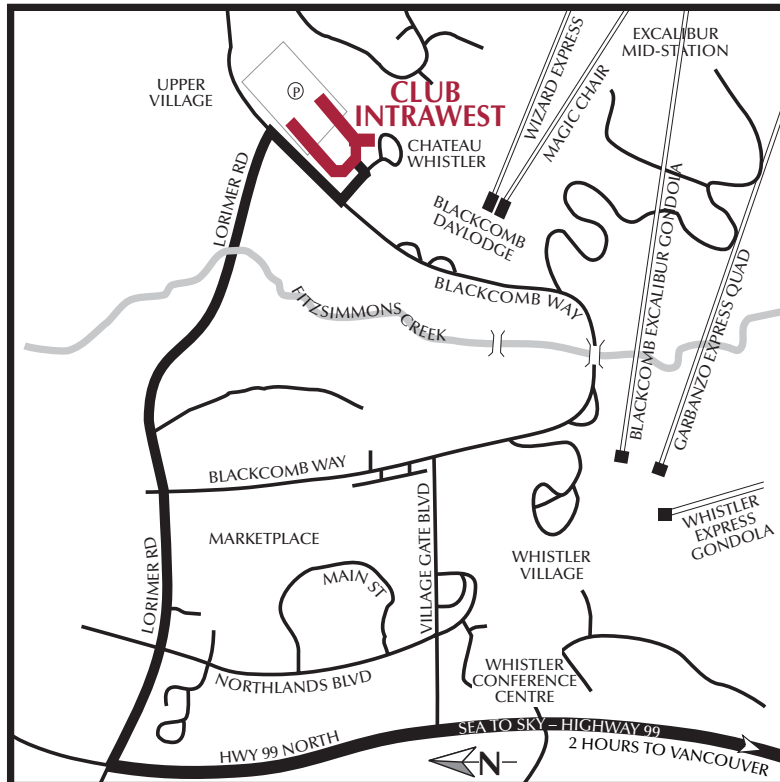 EXCALIBUR
MID-STATION
WIZARD EXPRESS
MAGIC CHAIR
UPPER
VILLAGE
P
CLUB
INTRAWEST
CHATEAU
WHISTLER
LORIMER RD
BLACKCOMB
DAYLODGE
BLACKCOMB EXCALIBUR GONDOLA
GARBANZO EXPRESS QUAD
FITZSIMMONS CREEK
BLACKCOMB WAY
BLACKCOMB WAY
VILLAGE GATE BLVD
WHISTLER
EXPRESS
GONDOLA
MARKETPLACE
LORIMER RD
MAIN ST
WHISTLER
VILLAGE
NORTHLANDS BLVD
WHISTLER
CONFERENCE
CENTRE
HWY 99 NORTH
SEA TO SKY – HIGHWAY 99
2 HOURS TO VANCOUVER
N